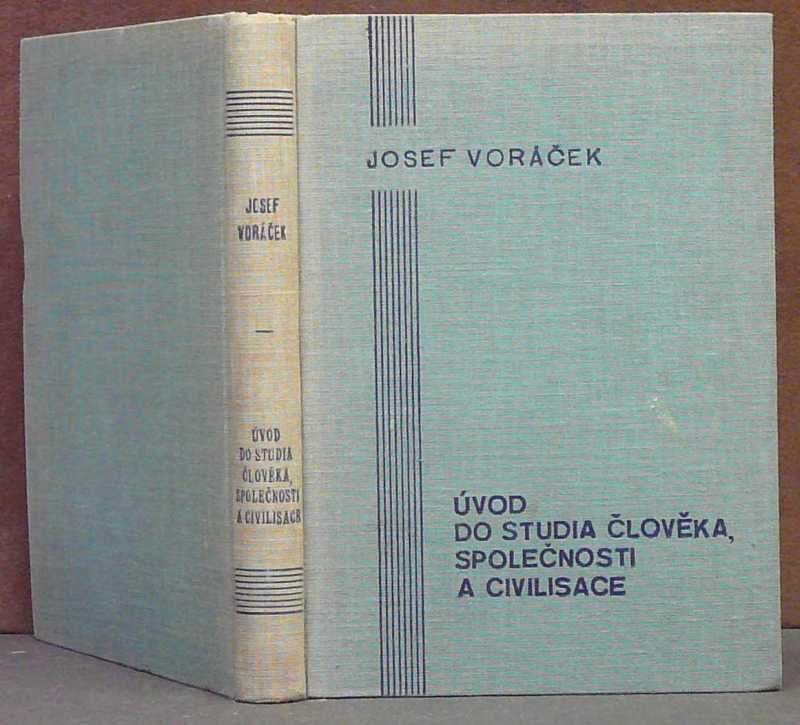 JOSEF
VORÁČEK
ÚVOD
DO STUDIA
ČLOVĚKA,
SPOLEČNOSTI
A CIVILISACE
JOSEF VORÁČEK
ÚVOD
DO STUDIA ČLOVĚKA,
SPOLEČNOSTI
A CIVILISACE